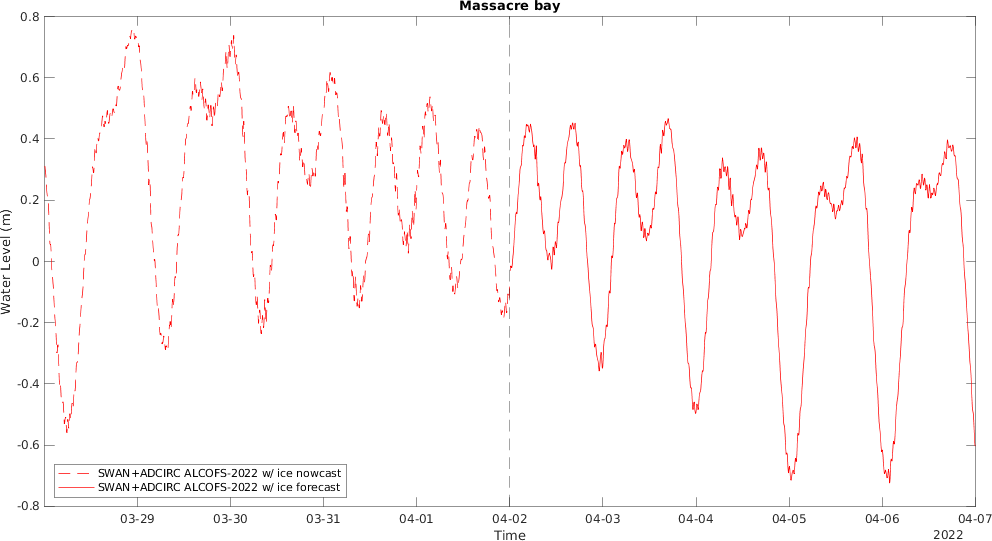 Massacre bay
Water Level (m)
0.8
0.6
0.4
0.2
0
-0.2
-0.4
-0.6
-0.8
SWAN+ADCIRC ALCOFS-2022 w/ ice nowcast
SWAN+ADCIRC ALCOFS-2022 w/ ice forecast
03-29 03-30 03-31 04-01 04-02 04-03 04-04 04-05 04-06 04-07
Time
2022